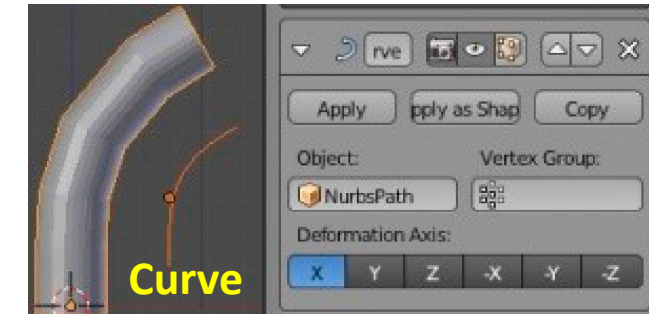 rve
Apply pply as Shap Copy
Object: Vertex Group:
NurbsPath
Deformation Axis:
X Y Z -X -Y -Z
Curve